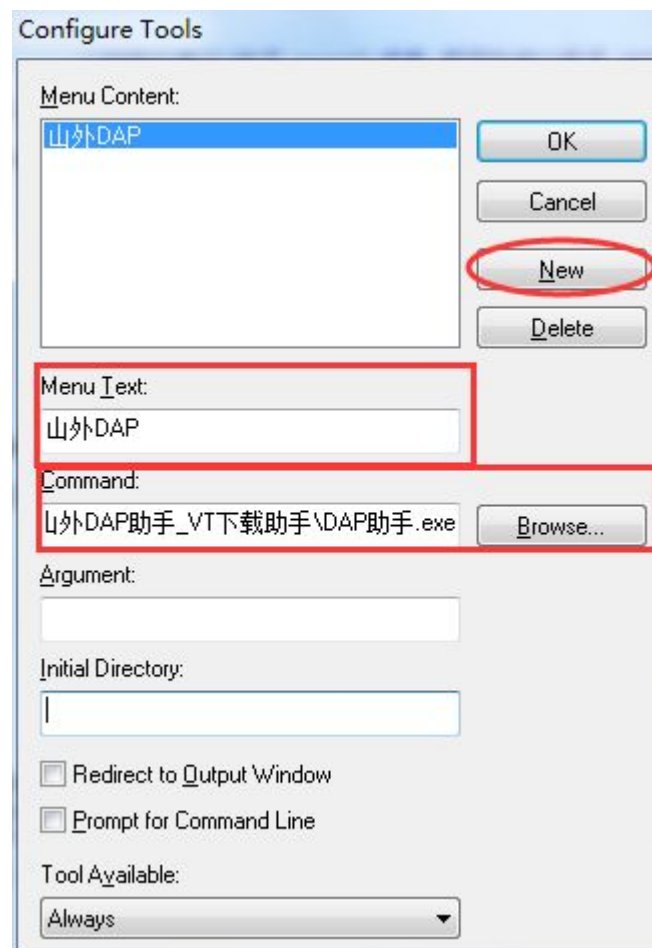 Configure Tools
Menu Content:
山外DAP
OK
Cancel
New
Delete
Menu Text:
山外DAP
Command:
外DAP助手_VT下载助手\DAP助手.exe
Browse...
Argument:
Initial Directory:
Redirect to Output Window
Prompt for Command Line
Tool Available:
Always